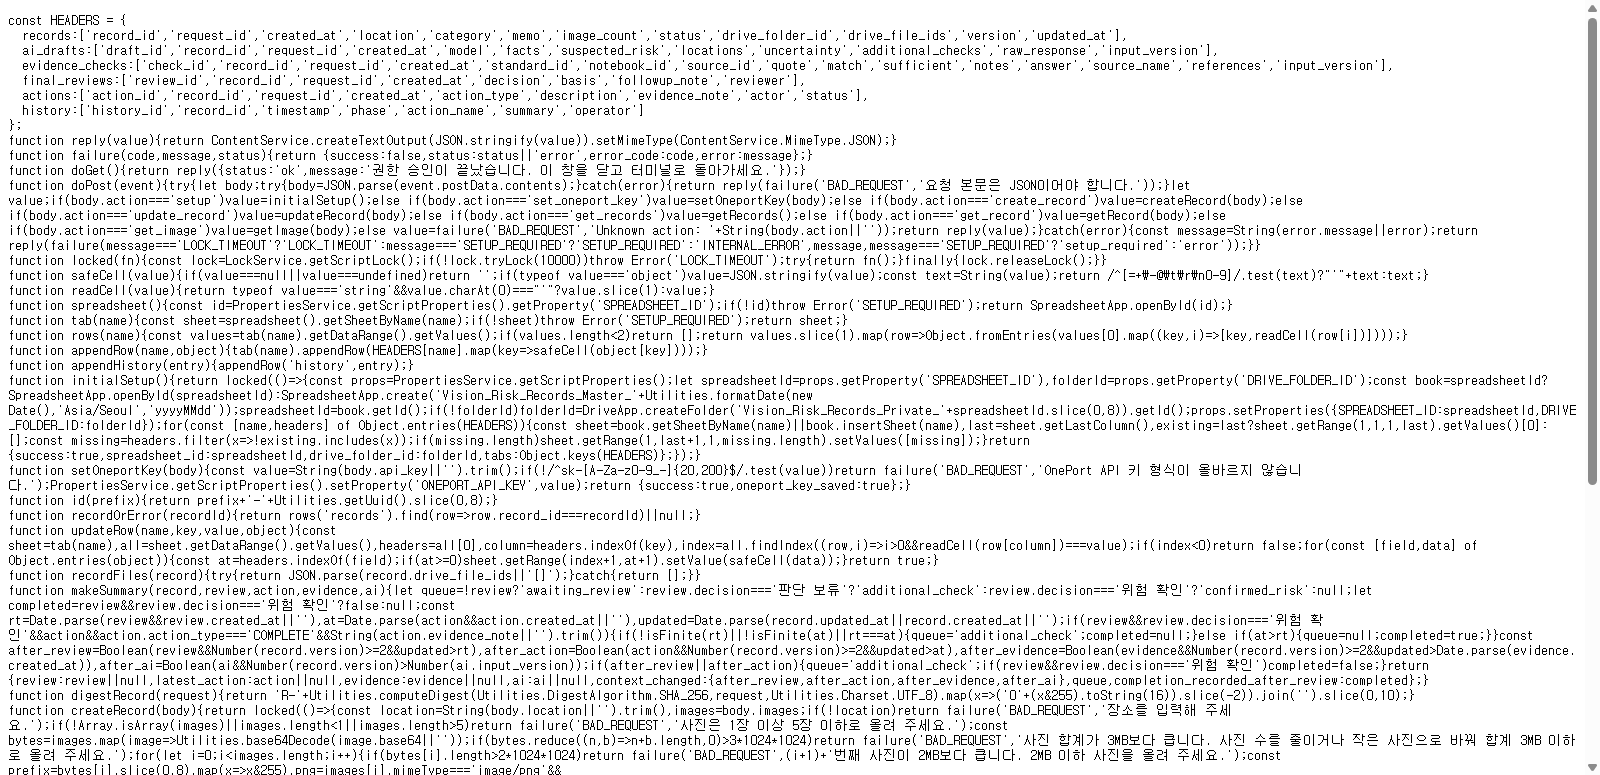 const HEADERS = {
  records:['record_id','request_id','created_at','location','category','memo','image_count','status','drive_folder_id','drive_file_ids','version','updated_at'],
  ai_drafts:['draft_id','record_id','request_id','created_at','model','facts','suspected_risk','locations','uncertainty','additional_checks','raw_response','input_version'],
  evidence_checks:['check_id','record_id','request_id','created_at','standard_id','notebook_id','source_id','quote','match','sufficient','notes','answer','source_name','references','input_version'],
  final_reviews:['review_id','record_id','request_id','created_at','decision','basis','followup_note','reviewer'],
  actions:['action_id','record_id','request_id','created_at','action_type','description','evidence_note','actor','status'],
  history:['history_id','record_id','timestamp','phase','action_name','summary','operator']
};
function reply(value){return ContentService.createTextOutput(JSON.stringify(value)).setMimeType(ContentService.MimeType.JSON);}
function failure(code,message,status){return {success:false,status:status||'error',error_code:code,error:message};}
function doGet(){return reply({status:'ok',message:'권한 승인이 끝났습니다. 이 창을 닫고 터미널로 돌아가세요.'});}
function doPost(event){try{let body;try{body=JSON.parse(event.postData.contents);}catch(error){return reply(failure('BAD_REQUEST','요청 본문은 JSON이어야 합니다.'));}let
value;if(body.action==='setup')value=initialSetup();else if(body.action==='set_oneport_key')value=setOneportKey(body);else if(body.action==='create_record')value=createRecord(body);else
if(body.action==='update_record')value=updateRecord(body);else if(body.action==='get_records')value=getRecords();else if(body.action==='get_record')value=getRecord(body);else
if(body.action==='get_image')value=getImage(body);else value=failure('BAD_REQUEST','Unknown action: '+String(body.action||''));return reply(value);}catch(error){const message=String(error.message||error);return
reply(failure(message==='LOCK_TIMEOUT'?'LOCK_TIMEOUT':message==='SETUP_REQUIRED'?'SETUP_REQUIRED':'INTERNAL_ERROR',message,message==='SETUP_REQUIRED'?'setup_required':'error'));}}
function locked(fn){const lock=LockService.getScriptLock();if(!lock.tryLock(10000))throw Error('LOCK_TIMEOUT');try{return fn();}finally{lock.releaseLock();}}
function safeCell(value){if(value===null||value===undefined)return '';if(typeof value==='object')value=JSON.stringify(value);const text=String(value);return /^[=+₩-@₩t₩r₩n0-9]/.test(text)?"'"+text:text;}
function readCell(value){return typeof value==='string'&&value.charAt(0)==="'"?value.slice(1):value;}
function spreadsheet(){const id=PropertiesService.getScriptProperties().getProperty('SPREADSHEET_ID');if(!id)throw Error('SETUP_REQUIRED');return SpreadsheetApp.openById(id);}
function tab(name){const sheet=spreadsheet().getSheetByName(name);if(!sheet)throw Error('SETUP_REQUIRED');return sheet;}
function rows(name){const values=tab(name).getDataRange().getValues();if(values.length<2)return [];return values.slice(1).map(row=>Object.fromEntries(values[0].map((key,i)=>[key,readCell(row[i])])));}
function appendRow(name,object){tab(name).appendRow(HEADERS[name].map(key=>safeCell(object[key])));}
function appendHistory(entry){appendRow('history',entry);}
function initialSetup(){return locked(()=>{const props=PropertiesService.getScriptProperties();let spreadsheetId=props.getProperty('SPREADSHEET_ID'),folderId=props.getProperty('DRIVE_FOLDER_ID');const book=spreadsheetId?
SpreadsheetApp.openById(spreadsheetId):SpreadsheetApp.create('Vision_Risk_Records_Master_'+Utilities.formatDate(new
Date(),'Asia/Seoul','yyyyMMdd'));spreadsheetId=book.getId();if(!folderId)folderId=DriveApp.createFolder('Vision_Risk_Records_Private_'+spreadsheetId.slice(0,8)).getId();props.setProperties({SPREADSHEET_ID:spreadsheetId,DRIVE
_FOLDER_ID:folderId});for(const [name,headers] of Object.entries(HEADERS)){const sheet=book.getSheetByName(name)||book.insertSheet(name),last=sheet.getLastColumn(),existing=last?sheet.getRange(1,1,1,last).getValues()[0]:
[];const missing=headers.filter(x=>!existing.includes(x));if(missing.length)sheet.getRange(1,last+1,1,missing.length).setValues([missing]);}return
{success:true,spreadsheet_id:spreadsheetId,drive_folder_id:folderId,tabs:Object.keys(HEADERS)};});}
function setOneportKey(body){const value=String(body.api_key||'').trim();if(!/^sk-[A-Za-z0-9_-]{20,200}$/.test(value))return failure('BAD_REQUEST','OnePort API 키 형식이 올바르지 않습니
다.');PropertiesService.getScriptProperties().setProperty('ONEPORT_API_KEY',value);return {success:true,oneport_key_saved:true};}
function id(prefix){return prefix+'-'+Utilities.getUuid().slice(0,8);}
function recordOrError(recordId){return rows('records').find(row=>row.record_id===recordId)||null;}
function updateRow(name,key,value,object){const
sheet=tab(name),all=sheet.getDataRange().getValues(),headers=all[0],column=headers.indexOf(key),index=all.findIndex((row,i)=>i>0&&readCell(row[column])===value);if(index<0)return false;for(const [field,data] of
Object.entries(object)){const at=headers.indexOf(field);if(at>=0)sheet.getRange(index+1,at+1).setValue(safeCell(data));}return true;}
function recordFiles(record){try{return JSON.parse(record.drive_file_ids||'[]');}catch{return [];}}
function makeSummary(record,review,action,evidence,ai){let queue=!review?'awaiting_review':review.decision==='판단 보류'?'additional_check':review.decision==='위험 확인'?'confirmed_risk':null;let
completed=review&&review.decision==='위험 확인'?false:null;const
rt=Date.parse(review&&review.created_at||''),at=Date.parse(action&&action.created_at||''),updated=Date.parse(record.updated_at||record.created_at||'');if(review&&review.decision==='위험 확
인'&&action&&action.action_type==='COMPLETE'&&String(action.evidence_note||'').trim()){if(!isFinite(rt)||!isFinite(at)||rt===at){queue='additional_check';completed=null;}else if(at>rt){queue=null;completed=true;}}const
after_review=Boolean(review&&Number(record.version)>=2&&updated>rt),after_action=Boolean(action&&Number(record.version)>=2&&updated>at),after_evidence=Boolean(evidence&&Number(record.version)>=2&&updated>Date.parse(evidence.
created_at)),after_ai=Boolean(ai&&Number(record.version)>Number(ai.input_version));if(after_review||after_action){queue='additional_check';if(review&&review.decision==='위험 확인')completed=false;}return
{review:review||null,latest_action:action||null,evidence:evidence||null,ai:ai||null,context_changed:{after_review,after_action,after_evidence,after_ai},queue,completion_recorded_after_review:completed};}
function digestRecord(request){return 'R-'+Utilities.computeDigest(Utilities.DigestAlgorithm.SHA_256,request,Utilities.Charset.UTF_8).map(x=>('0'+(x&255).toString(16)).slice(-2)).join('').slice(0,10);}
function createRecord(body){return locked(()=>{const location=String(body.location||'').trim(),images=body.images;if(!location)return failure('BAD_REQUEST','장소를 입력해 주세
요.');if(!Array.isArray(images)||images.length<1||images.length>5)return failure('BAD_REQUEST','사진은 1장 이상 5장 이하로 올려 주세요.');const
bytes=images.map(image=>Utilities.base64Decode(image.base64||''));if(bytes.reduce((n,b)=>n+b.length,0)>3*1024*1024)return failure('BAD_REQUEST','사진 합계가 3MB보다 큽니다. 사진 수를 줄이거나 작은 사진으로 바꿔 합계 3MB 이하
로 올려 주세요.');for(let i=0;i<images.length;i++){if(bytes[i].length>2*1024*1024)return failure('BAD_REQUEST',(i+1)+'번째 사진이 2MB보다 큽니다. 2MB 이하 사진을 올려 주세요.');const
prefix=bytes[i].slice(0,8).map(x=>x&255),png=images[i].mimeType==='image/png'&&